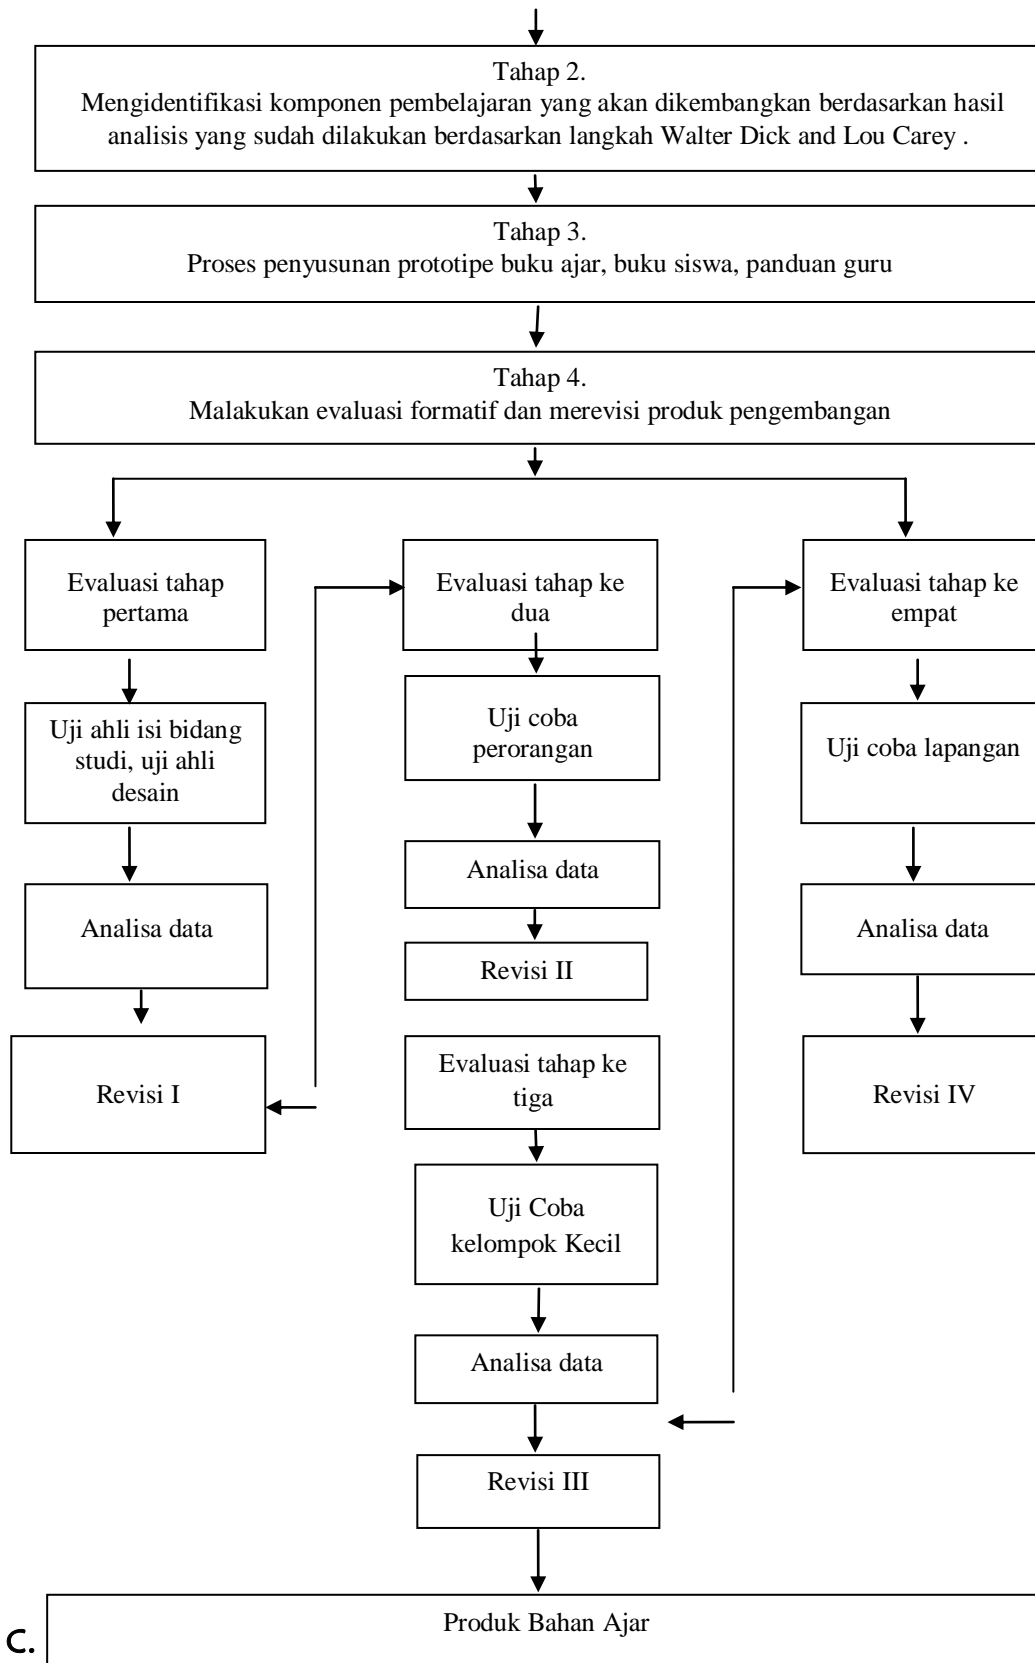 Tahap 2.
Mengidentifikasi komponen pembelajaran yang akan dikembangkan berdasarkan hasil
analisis yang sudah dilakukan berdasarkan langkah Walter Dick and Lou Carey .
Tahap 3.
Proses penyusunan prototipe buku ajar, buku siswa, panduan guru
Tahap 4.
Malakukan evaluasi formatif dan merevisi produk pengembangan
Evaluasi tahap
pertama
Uji ahli isi bidang
studi, uji ahli
desain
Analisa data
Revisi I
Evaluasi tahap ke
dua
Uji coba
perorangan
Analisa data
Revisi II
Evaluasi tahap ke
tiga
Uji Coba
kelompok Kecil
Analisa data
Revisi III
Evaluasi tahap ke
empat
Uji coba lapangan
Analisa data
Revisi IV
Produk Bahan Ajar
C.